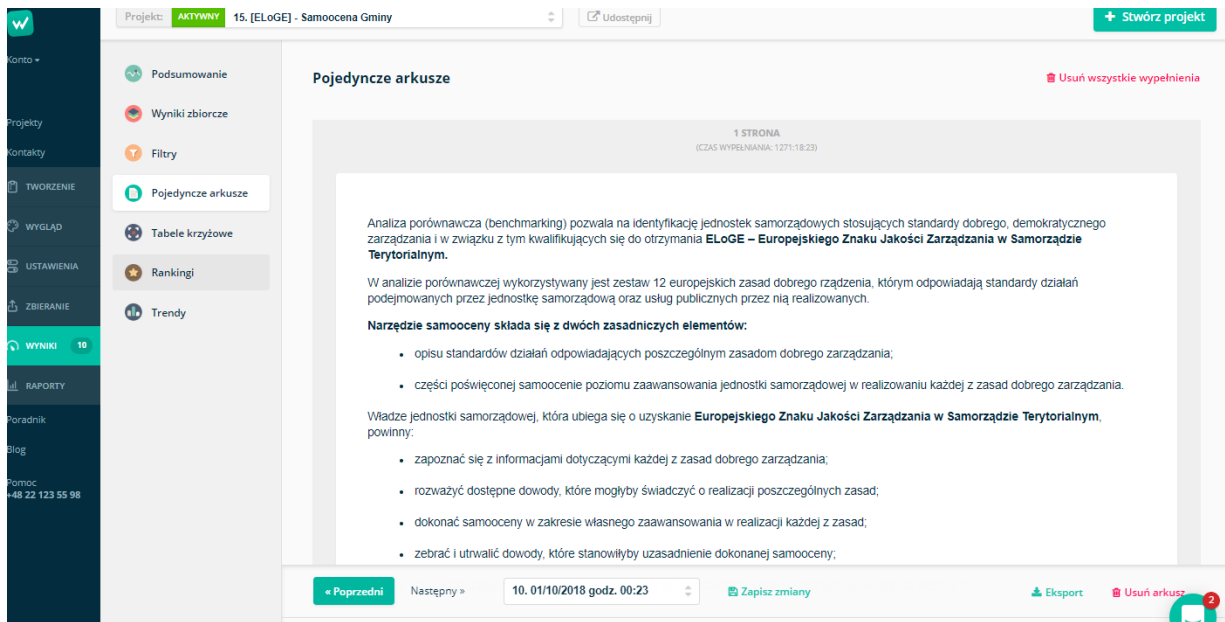 Projekt: AKTYWNY 15. [ELoGE] - Samoocena Gminy Udostępnij + Stwórz projekt
Konto
Projekty
Kontakty
TWORZENIE
WYGLĄD
USTAWIENIA
ZBIERANIE
WYNIKI 10
RAPORTY
Poradnik
Blog
Pomoc
+48 22 123 55 98
Podsumowanie
Wyniki zbiorcze
Filtry
Pojedyncze arkusze
Tabele krzyżowe
Rankingi
Trendy
Pojedyncze arkusze
Usuń wszystkie wypełnienia
1 STRONA
(CZAS WYPEŁNIANIA: 1271:18:23)
Analiza porównawcza (benchmarking) pozwala na identyfikację jednostek samorządowych stosujących standardy dobrego, demokratycznego
zarządzania i w związku z tym kwalifikujących się do otrzymania ELoGE – Europejskiego Znaku Jakości Zarządzania w Samorządzie
Terytorialnym.
W analizie porównawczej wykorzystywany jest zestaw 12 europejskich zasad dobrego rządzenia, którym odpowiadają standardy działań
podejmowanych przez jednostkę samorządową oraz usług publicznych przez nią realizowanych.
Narzędzie samooceny składa się z dwóch zasadniczych elementów:
• opisu standardów działań odpowiadających poszczególnym zasadom dobrego zarządzania;
• części poświęconej samoocenie poziomu zaawansowania jednostki samorządowej w realizowaniu każdej z zasad dobrego zarządzania.
Władze jednostki samorządowej, która ubiega się o uzyskanie Europejskiego Znaku Jakości Zarządzania w Samorządzie Terytorialnym,
powinny:
• zapoznać się z informacjami dotyczącymi każdej z zasad dobrego zarządzania;
• rozważyć dostępne dowody, które mogłyby świadczyć o realizacji poszczególnych zasad;
• dokonać samooceny w zakresie własnego zaawansowania w realizacji każdej z zasad;
• zebrać i utrwalić dowody, które stanowiłyby uzasadnienie dokonanej samooceny;
« Poprzedni Następny » 10. 01/10/2018 godz. 00:23 Zapisz zmiany Eksport Usuń arkusz
2